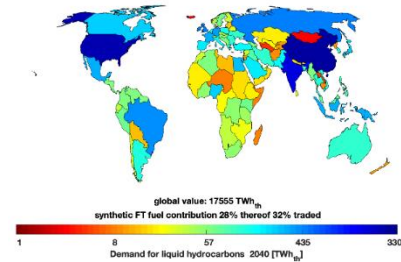 global value: 17555 TWhth
synthetic FT fuel contribution 28% thereof 32% traded
1 8 57 435 330
Demand for liquid hydrocarbons 2040 [TWhth]